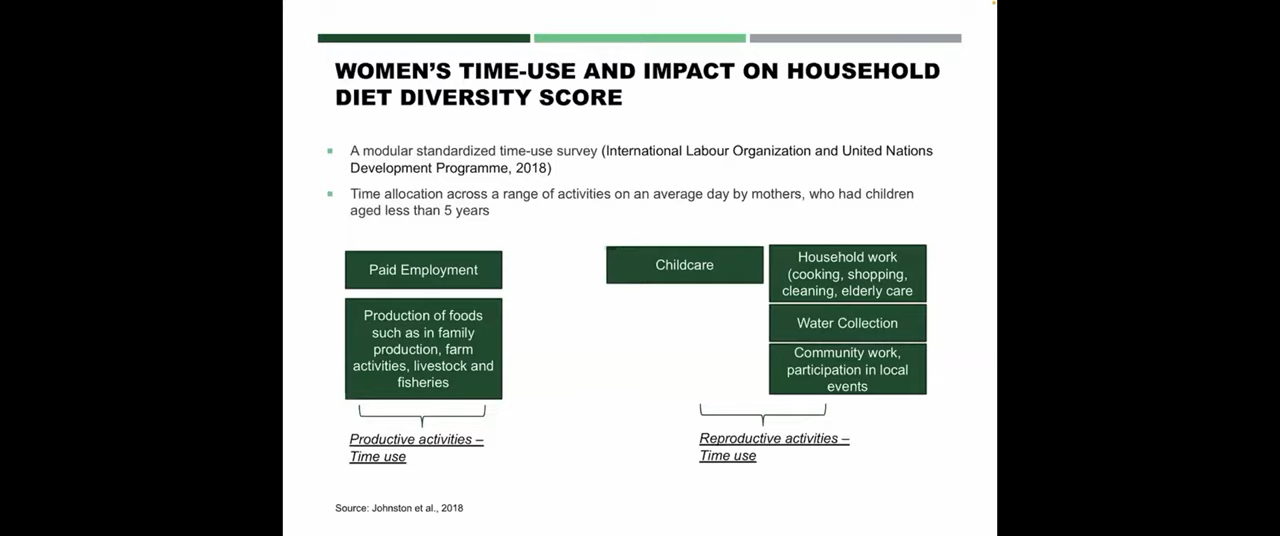 WOMEN'S TIME-USE AND IMPACT ON HOUSEHOLD
DIET DIVERSITY SCORE
A modular standardized time-use survey (International Labour Organization and United Nations
Development Programme, 2018)
Time allocation across a range of activities on an average day by mothers, who had children
aged less than 5 years
Paid Employment
Production of foods
such as in family
production, farm
activities, livestock and
fisheries
Productive activities –
Time use
Childcare
Household work
(cooking, shopping,
cleaning, elderly care
Water Collection
Community work,
participation in local
events
Reproductive activities –
Time use
Source: Johnston et al., 2018